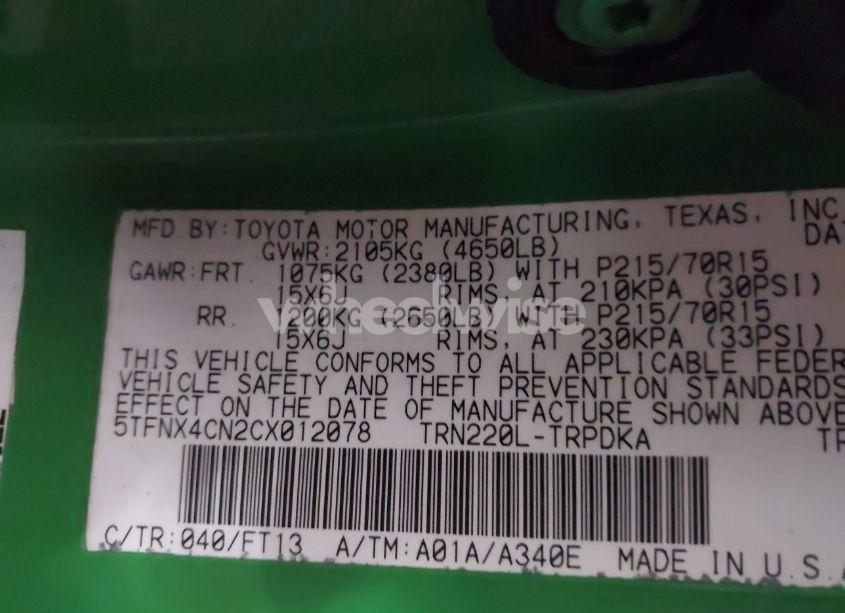 MFD BY: TOYOTA MOTOR MANUFACTURING, TEXAS, INC.
DA
GVWR: 2105KG (4650LB)
GAWR: FRT. 1075KG (2380LB) WITH P215/70R15
15X6J RIMS, AT 210KPA (30PSI)
RR. 1200KG (2650LB) WITH P215/70R15
15X6J RIMS, AT 230KPA (33PSI)
wheelwise
THIS VEHICLE CONFORMS TO ALL APPLICABLE FEDER
VEHICLE SAFETY AND THEFT PREVENTION STANDARDS
EFFECT ON THE DATE OF MANUFACTURE SHOWN ABOVE
5TFNX4CN2CX012078 TRN220L-TRPDKA TR
C/TR: 040/FT13 A/TM: A01A/A340E MADE IN U.S.A